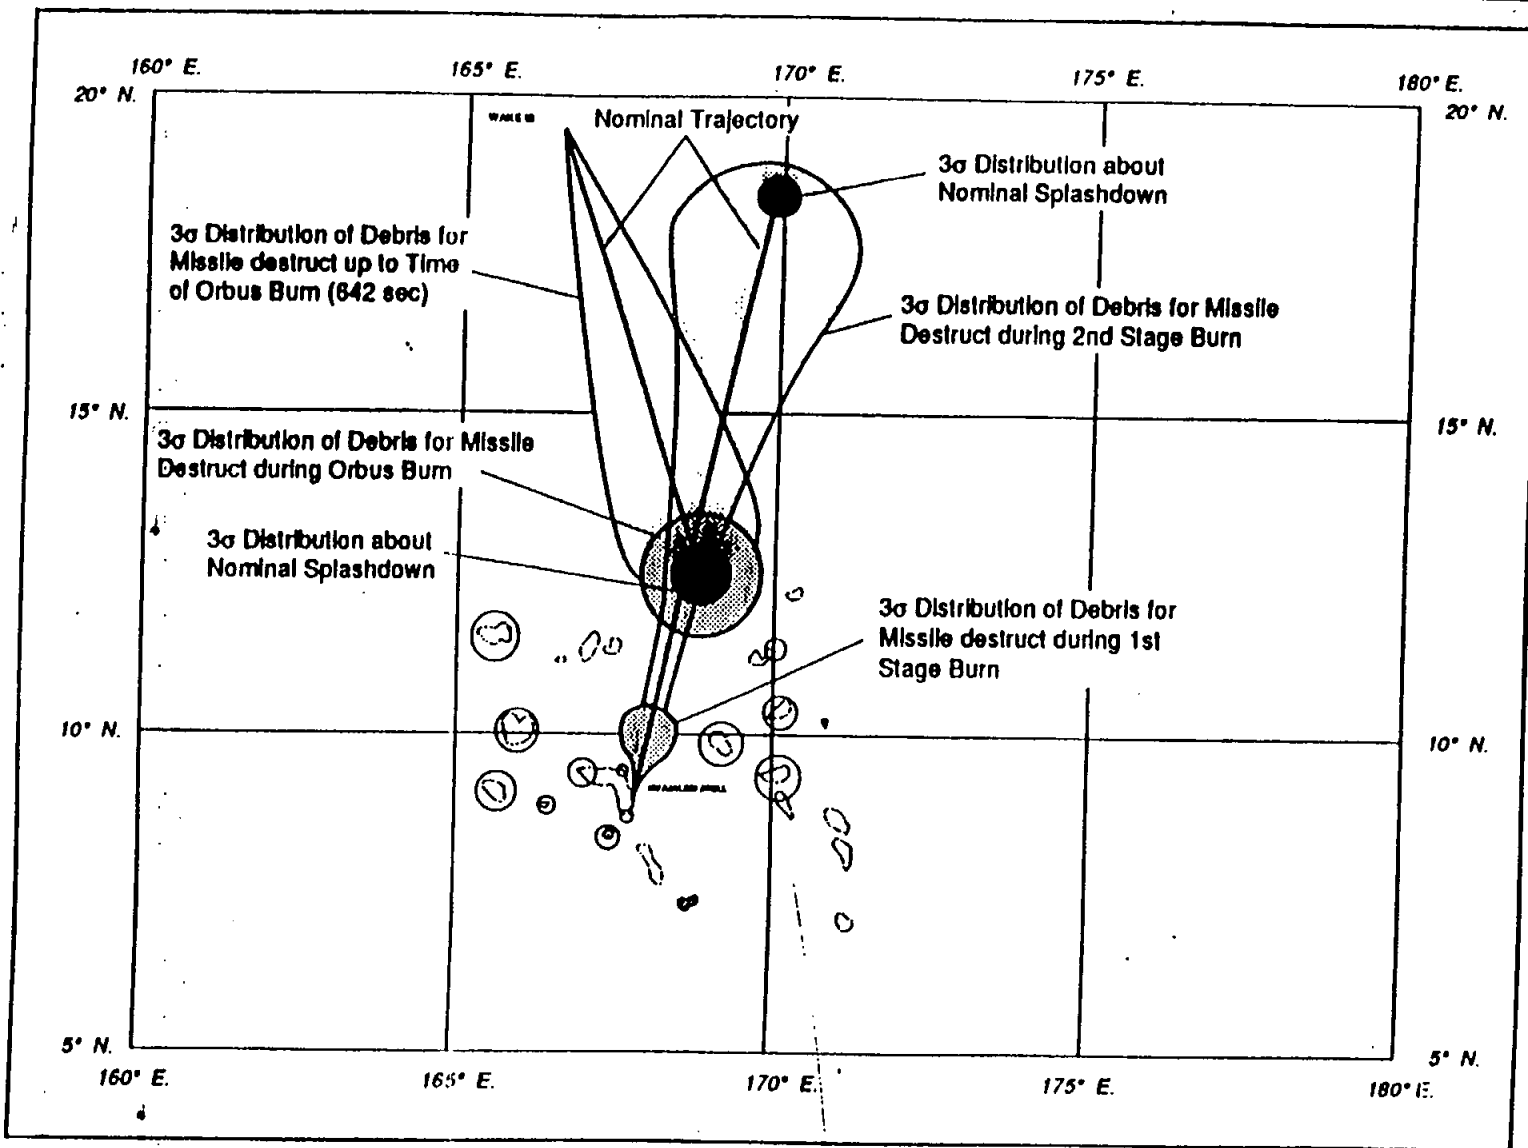 160° E.
165° E.
170° E.
175° E.
180° E.
20° N.
20° N.
WAKE IS
Nominal Trajectory
3σ Distribution about
Nominal Splashdown
3σ Distribution of Debris for
Missile destruct up to Time
of Orbus Burn (642 sec)
3σ Distribution of Debris for Missile
Destruct during 2nd Stage Burn
15° N.
15° N.
3σ Distribution of Debris for Missile
Destruct during Orbus Burn
3σ Distribution about
Nominal Splashdown
3σ Distribution of Debris for
Missile destruct during 1st
Stage Burn
10° N.
10° N.
KWAJALEIN ATOLL
5° N.
5° N.
160° E.
165° E.
170° E.
175° E.
180° E.